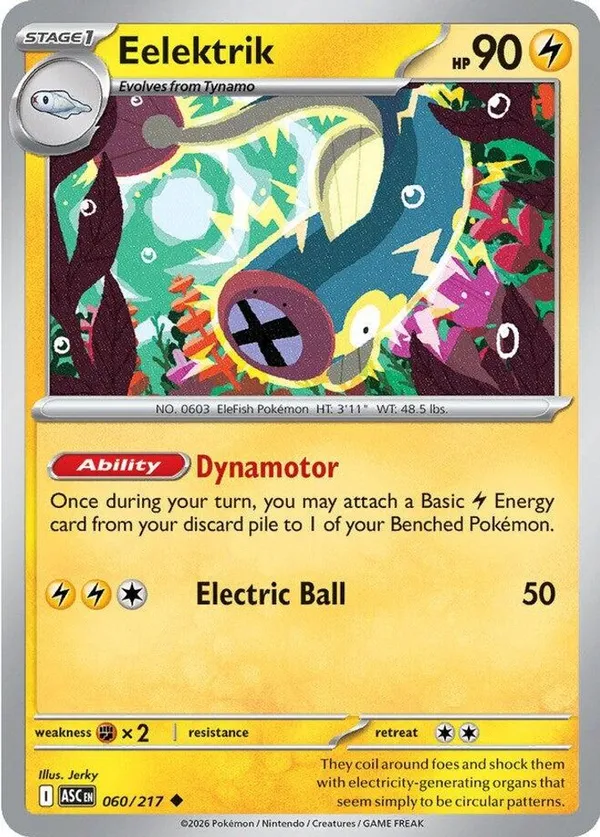 STAGE 1
Eelektrik
HP 90
Evolves from Tynamo
NO. 0603 EleFish Pokémon HT: 3'11" WT: 48.5 lbs.
Ability Dynamotor
Once during your turn, you may attach a Basic Energy
card from your discard pile to 1 of your Benched Pokémon.
Electric Ball 50
weakness ×2 resistance retreat
Illus. Jerky
They coil around foes and shock them
with electricity-generating organs that
seem simply to be circular patterns.
I ASC EN 060/217
©2026 Pokémon / Nintendo / Creatures / GAME FREAK